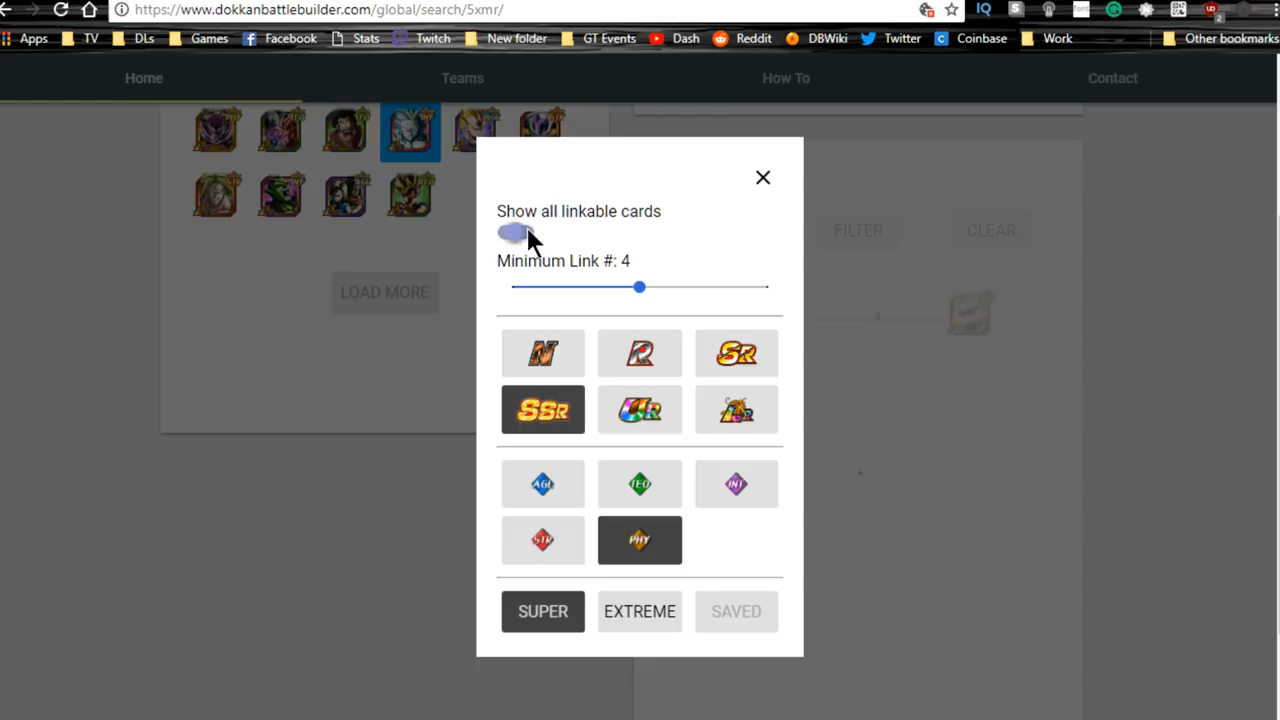 https://www.dokkanbattlebuilder.com/global/search/5xmr/
Apps TV DLs Games Facebook Stats Twitch New folder GT Events Dash Reddit DBWiki Twitter Coinbase Work Other bookmarks
Home Teams How To Contact
Show all linkable cards
FILTER CLEAR
Minimum Link #: 4
LOAD MORE
N R SR
SSR UR LR
AGL TEQ INT
STR PHY
SUPER EXTREME SAVED